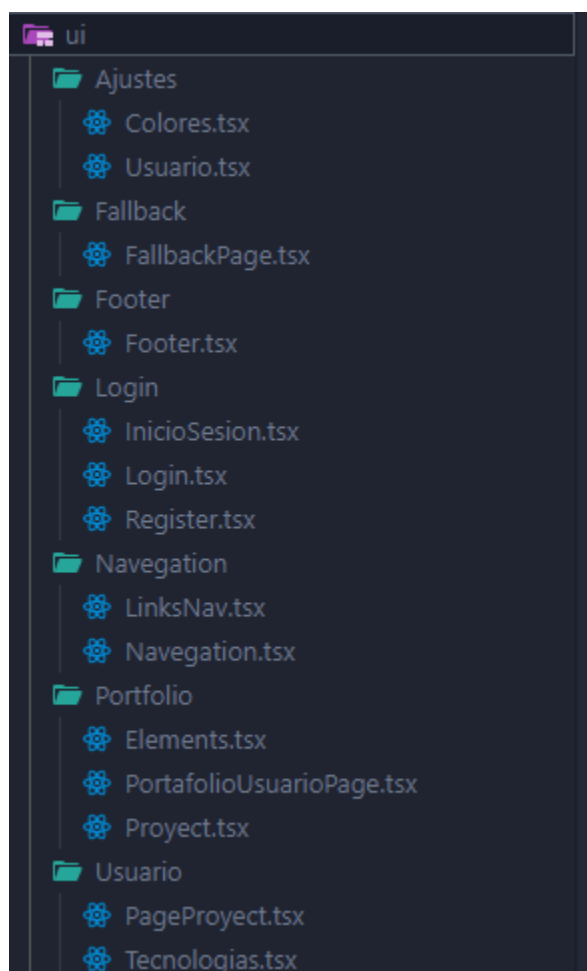 ui
Ajustes
Colores.tsx
Usuario.tsx
Fallback
FallbackPage.tsx
Footer
Footer.tsx
Login
InicioSesion.tsx
Login.tsx
Register.tsx
Navegation
LinksNav.tsx
Navegation.tsx
Portfolio
Elements.tsx
PortafolioUsuarioPage.tsx
Proyect.tsx
Usuario
PageProyect.tsx
Tecnologias.tsx